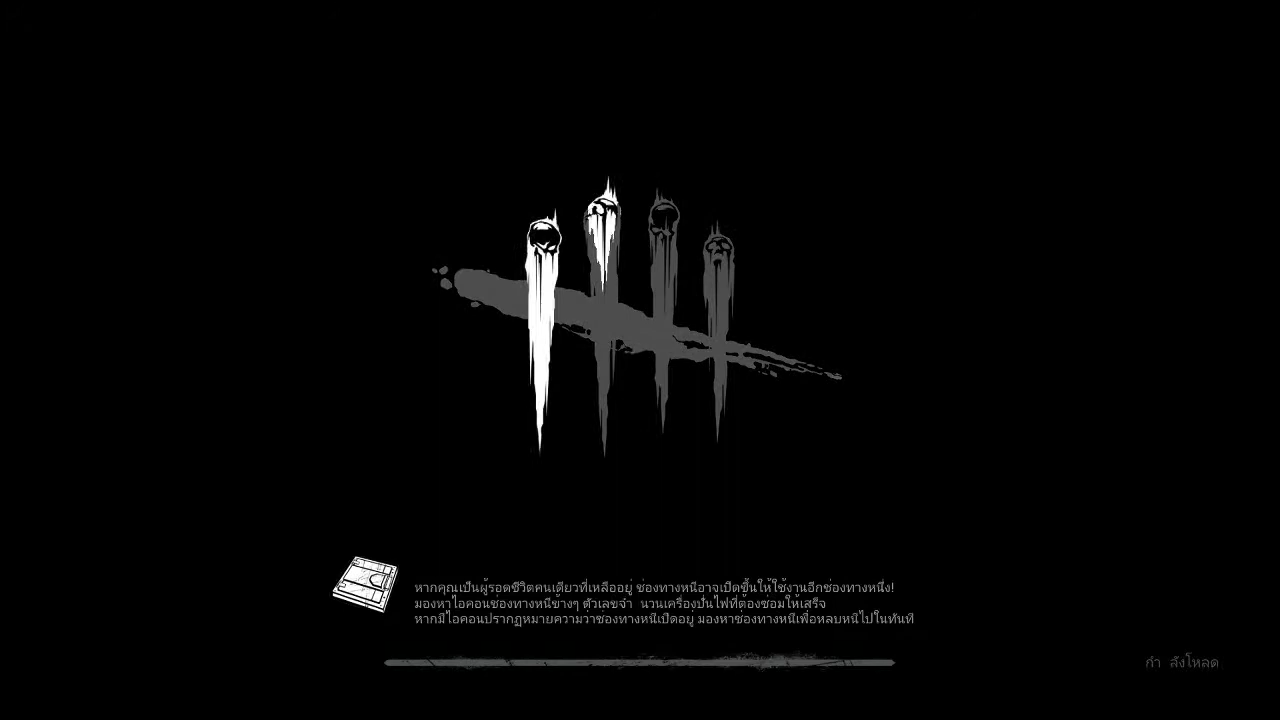 หากคุณเป็นผู้รอดชีวิตคนเดียวที่เหลืออยู่ ช่องทางหนีอาจเปิดขึ้นให้ใช้งานอีกช่องทางหนึ่ง!
มองหาไอคอนช่องทางหนีข้างๆ ตัวเลขจำ นวนเครื่องปั่นไฟที่ต้องซ่อมให้เสร็จ
หากมีไอคอนปรากฏหมายความว่าช่องทางหนีเปิดอยู่ มองหาช่องทางหนีเพื่อหลบหนีไปในทันที
กำ ลังโหลด